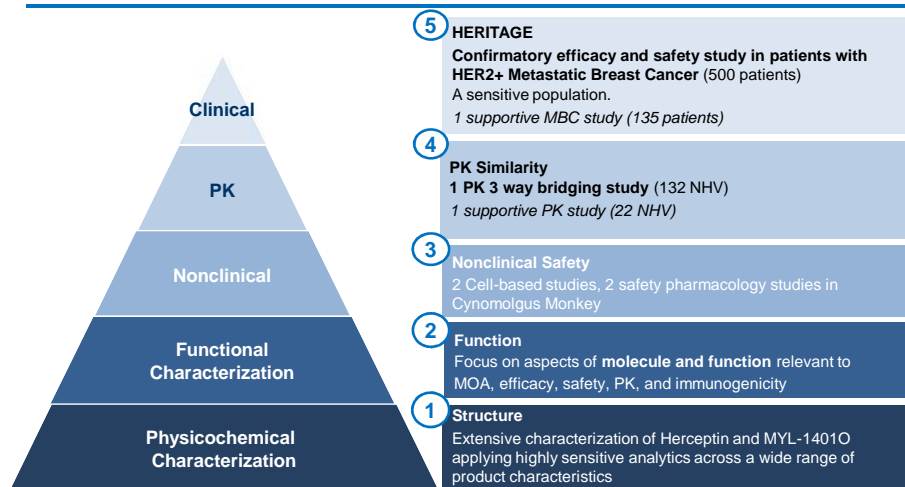 Clinical
PK
Nonclinical
Functional
Characterization
Physicochemical
Characterization
5
HERITAGE
Confirmatory efficacy and safety study in patients with
HER2+ Metastatic Breast Cancer (500 patients)
A sensitive population.
1 supportive MBC study (135 patients)
4
PK Similarity
1 PK 3 way bridging study (132 NHV)
1 supportive PK study (22 NHV)
3
Nonclinical Safety
2 Cell-based studies, 2 safety pharmacology studies in
Cynomolgus Monkey
2
Function
Focus on aspects of molecule and function relevant to
MOA, efficacy, safety, PK, and immunogenicity
1
Structure
Extensive characterization of Herceptin and MYL-1401O
applying highly sensitive analytics across a wide range of
product characteristics